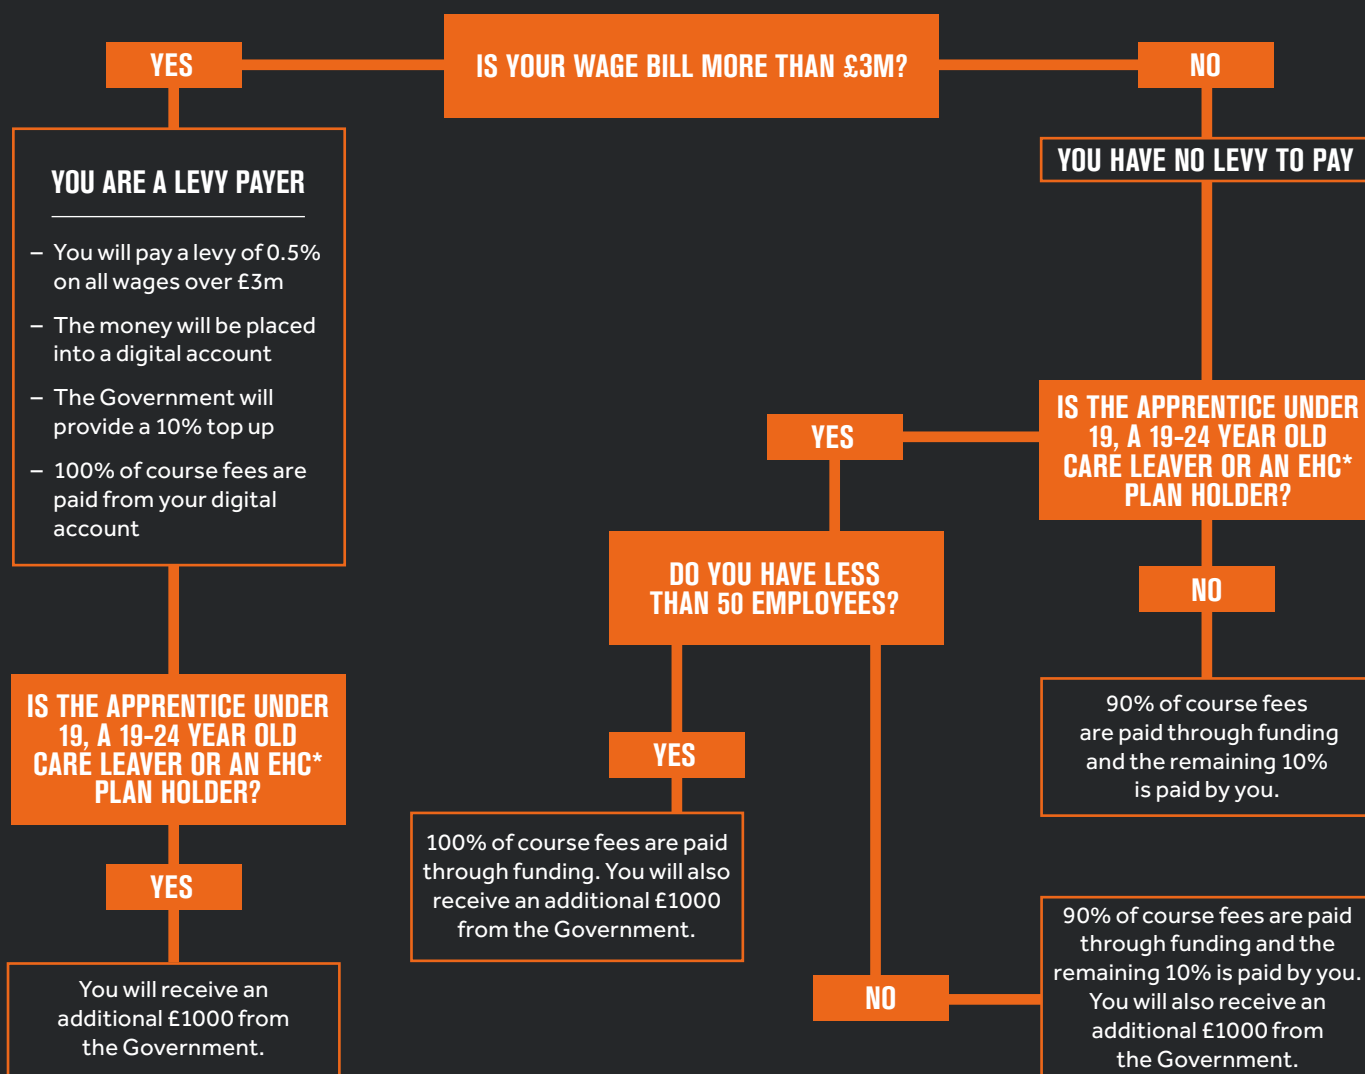 IS YOUR WAGE BILL MORE THAN £3M?
YES
NO
YOU ARE A LEVY PAYER
– You will pay a levy of 0.5%
on all wages over £3m
– The money will be placed
into a digital account
– The Government will
provide a 10% top up
– 100% of course fees are
paid from your digital
account
IS THE APPRENTICE UNDER
19, A 19-24 YEAR OLD
CARE LEAVER OR AN EHC*
PLAN HOLDER?
YES
You will receive an
additional £1000 from
the Government.
YOU HAVE NO LEVY TO PAY
IS THE APPRENTICE UNDER
19, A 19-24 YEAR OLD
CARE LEAVER OR AN EHC*
PLAN HOLDER?
YES
DO YOU HAVE LESS
THAN 50 EMPLOYEES?
YES
100% of course fees are paid
through funding. You will also
receive an additional £1000
from the Government.
NO
90% of course fees are paid
through funding and the
remaining 10% is paid by you.
You will also receive an
additional £1000 from
the Government.
NO
90% of course fees
are paid through funding
and the remaining 10%
is paid by you.